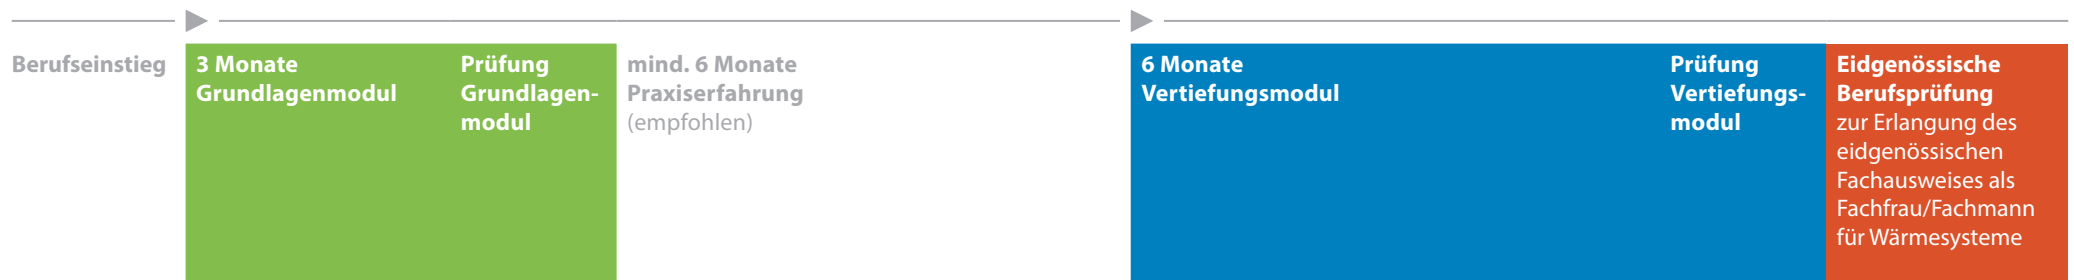 Berufseinstieg
3 Monate
Grundlagenmodul
Prüfung
Grundlagen-
modul
mind. 6 Monate
Praxiserfahrung
(empfohlen)
6 Monate
Vertiefungsmodul
Prüfung
Vertiefungs-
modul
Eidgenössische
Berufsprüfung
zur Erlangung des
eidgenössischen
Fachausweises als
Fachfrau/Fachmann
für Wärmesysteme